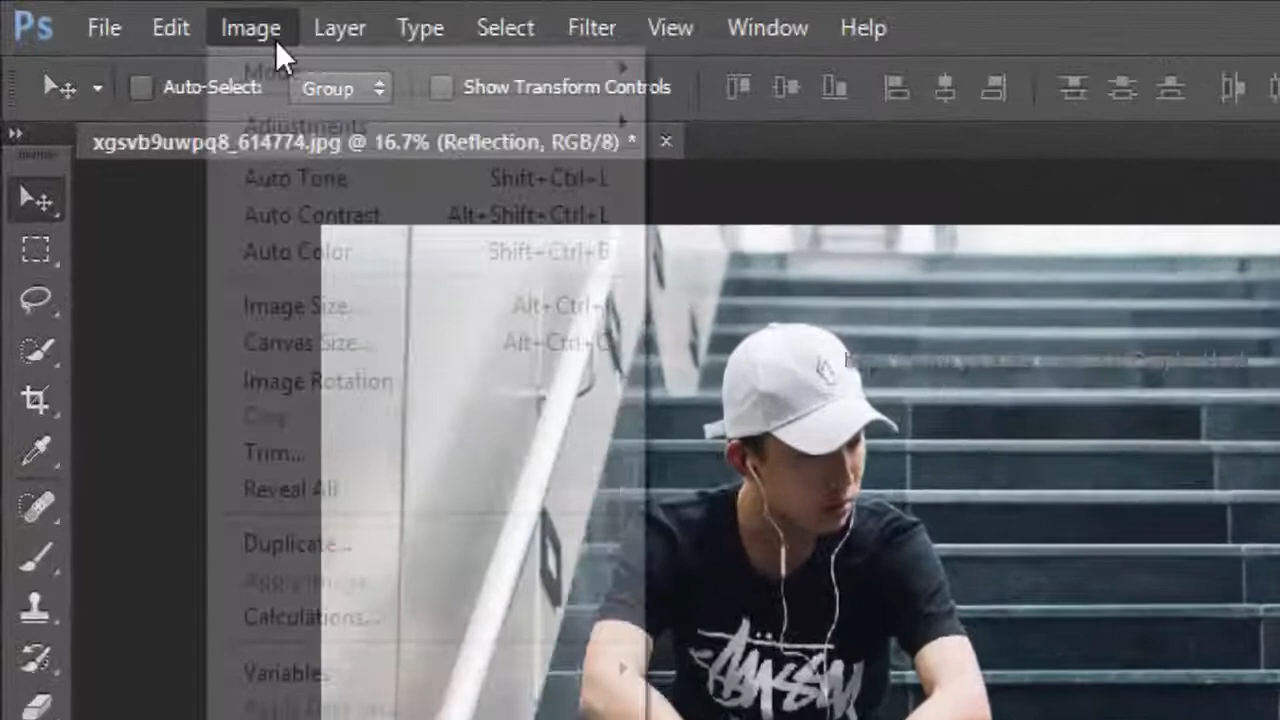 Ps File Edit Image Layer Type Select Filter View Window Help
Auto-Select: Group Show Transform Controls
xgsvb9uwpq8_614774.jpg @ 16.7% (Reflection, RGB/8) * ×
Adjustments
Auto Tone Shift+Ctrl+L
Auto Contrast Alt+Shift+Ctrl+L
Auto Color Shift+Ctrl+B
Image Size... Alt+Ctrl+I
Canvas Size... Alt+Ctrl+C
Image Rotation
Crop
Trim...
Reveal All
Duplicate...
Apply Image...
Calculations...
Variables
STUSSY